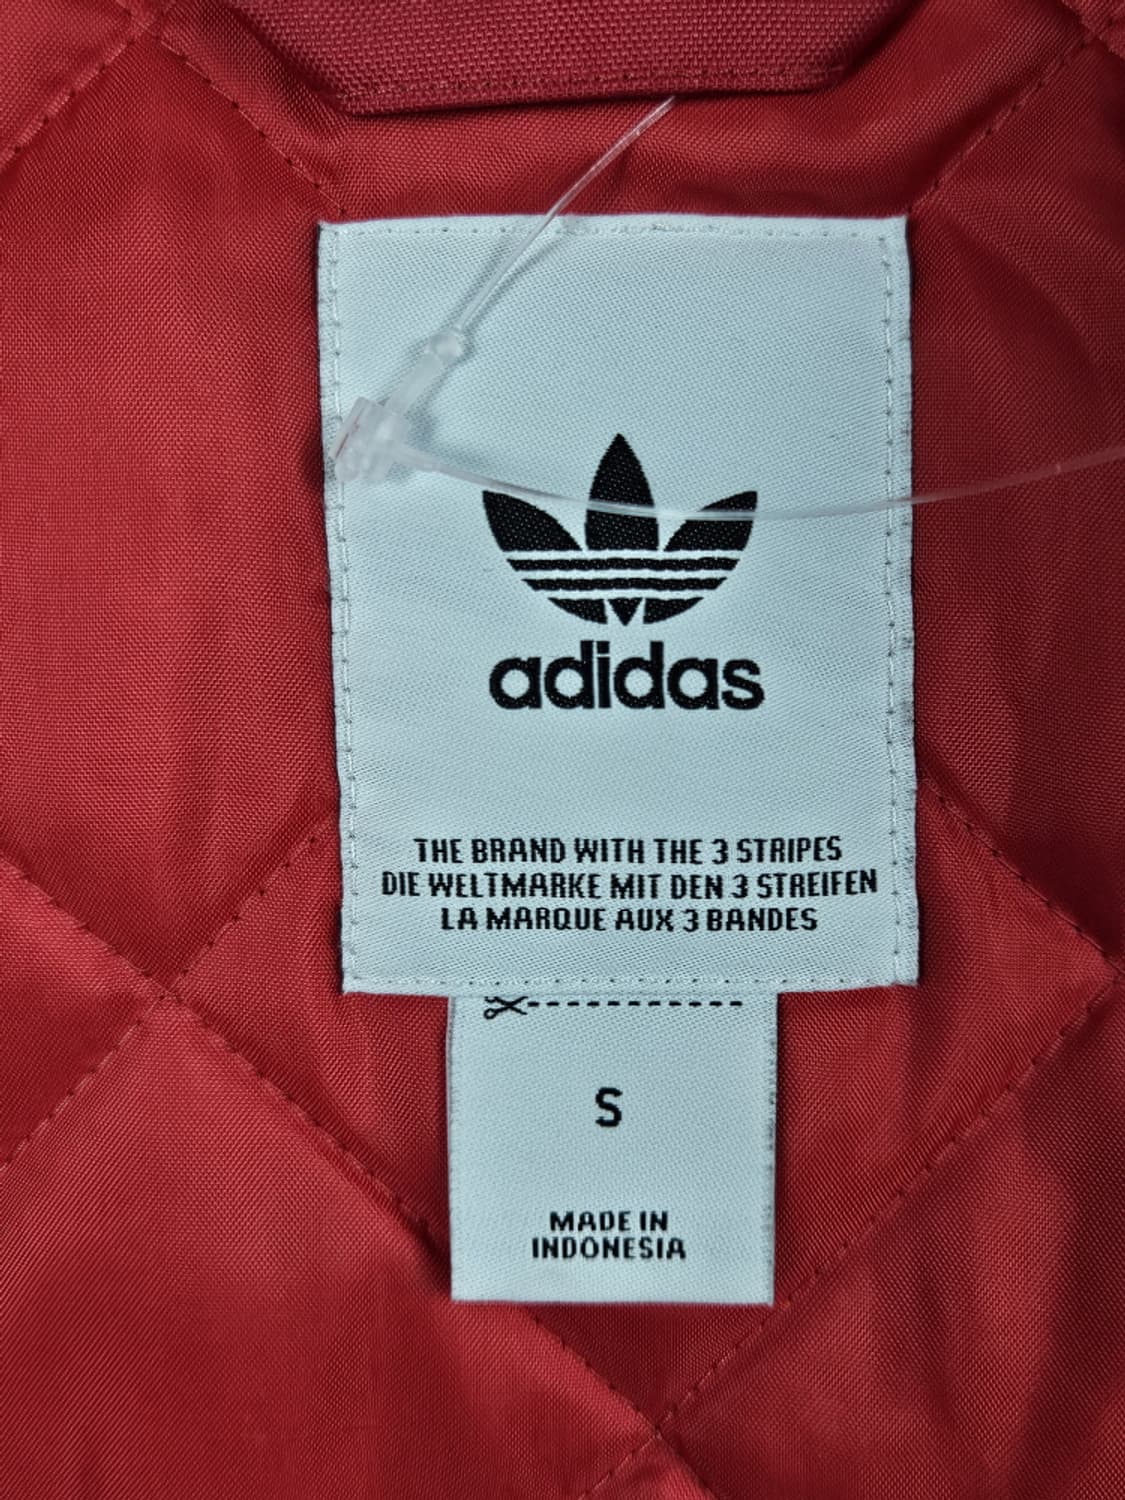 adidas
THE BRAND WITH THE 3 STRIPES
DIE WELTMARKE MIT DEN 3 STREIFEN
LA MARQUE AUX 3 BANDES
S
MADE IN
INDONESIA